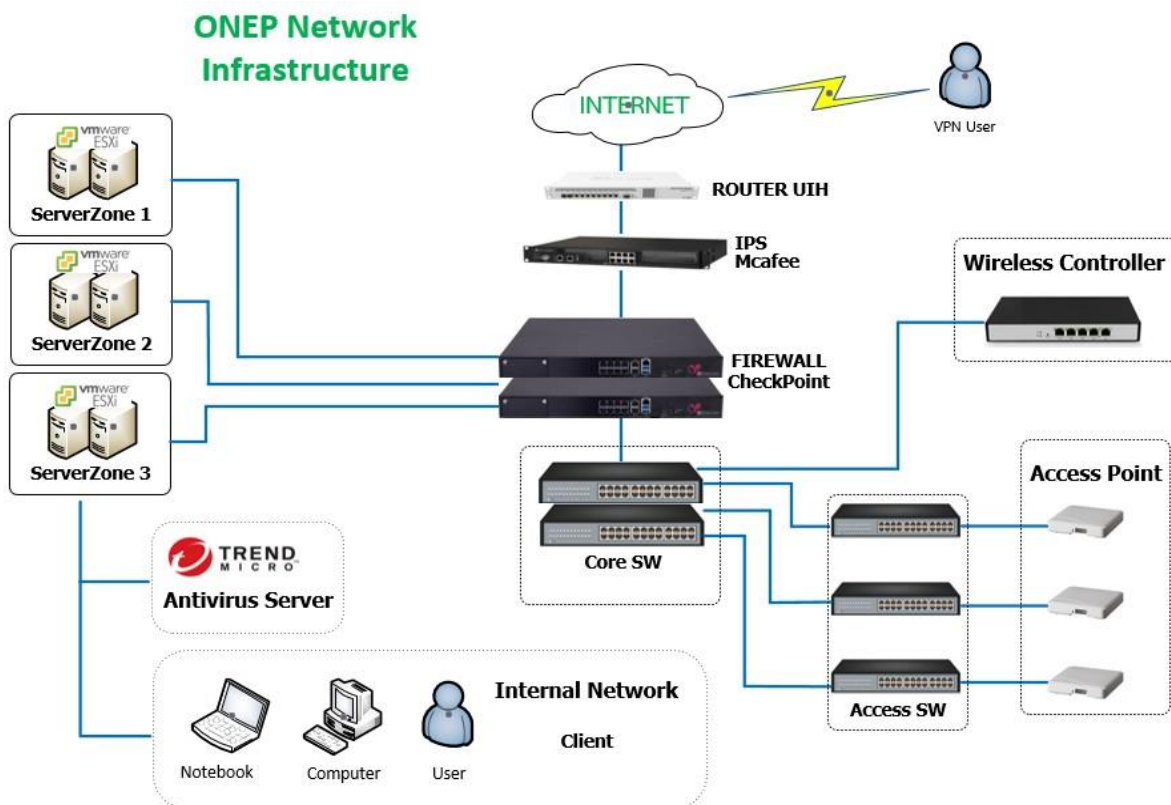 ONEP Network
Infrastructure
INTERNET
VPN User
vmware
ESXi
ServerZone 1
ROUTER UIH
IPS
Mcafee
vmware
ESXi
ServerZone 2
Wireless Controller
FIREWALL
CheckPoint
vmware
ESXi
ServerZone 3
Core SW
Access Point
TREND
MICRO™
Antivirus Server
Access SW
Internal Network
Client
Notebook
Computer
User